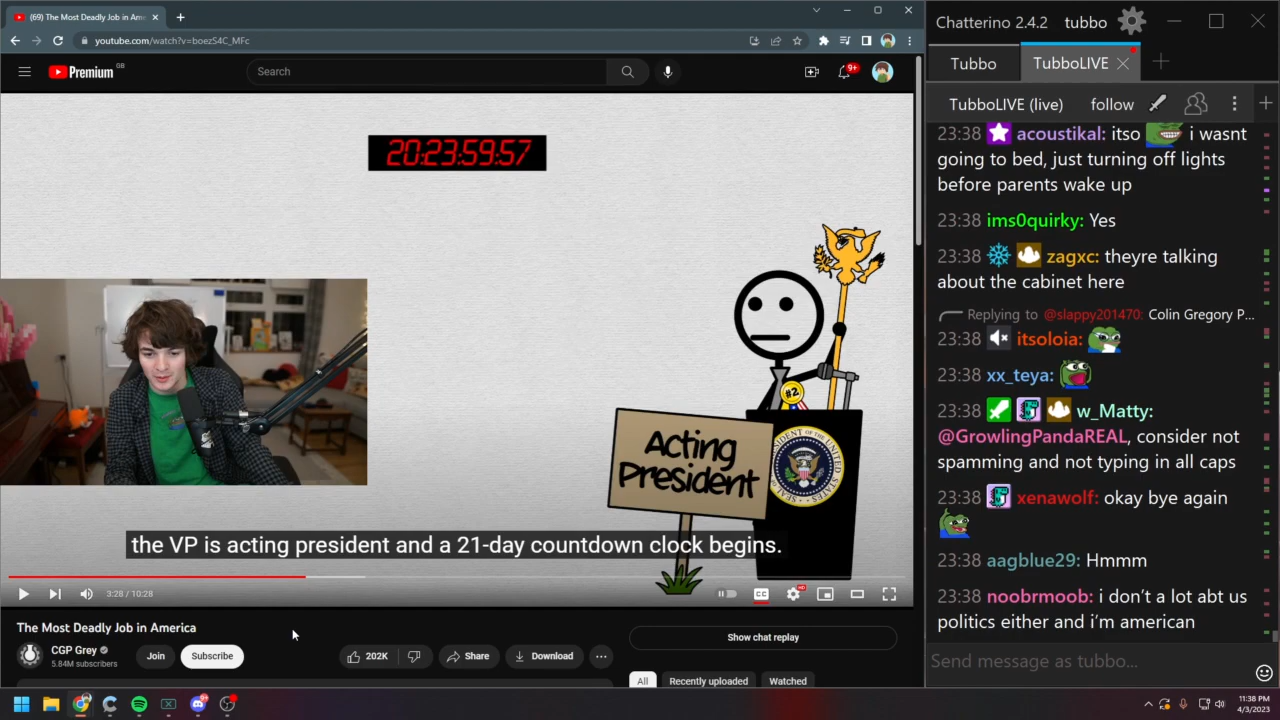 (69) The Most Deadly Job in Am
youtube.com/watch?v=boezS4C_MFc
Premium
GB
Search
9+
20:23:59:57
#2
Acting
President
the VP is acting president and a 21-day countdown clock begins.
3:28 / 10:28
CC
HD
The Most Deadly Job in America
CGP Grey
5.84M subscribers
Join
Subscribe
202K
Share
Download
Show chat replay
All
Recently uploaded
Watched
Chatterino 2.4.2
tubbo
Tubbo
TubboLIVE
TubboLIVE (live)
follow
23:38 acoustikal: itso i wasnt
going to bed, just turning off lights
before parents wake up
23:38 ims0quirky: Yes
23:38 zagxc: theyre talking
about the cabinet here
Replying to @slappy201470: Colin Gregory P...
23:38 itsoloia:
23:38 xx_teya:
23:38 w_Matty:
@GrowlingPandaREAL, consider not
spamming and not typing in all caps
23:38 xenawolf: okay bye again
23:38 aagblue29: Hmmm
23:38 noobrmoob: i don't a lot abt us
politics either and i'm american
Send message as tubbo...
11:38 PM
4/3/2023